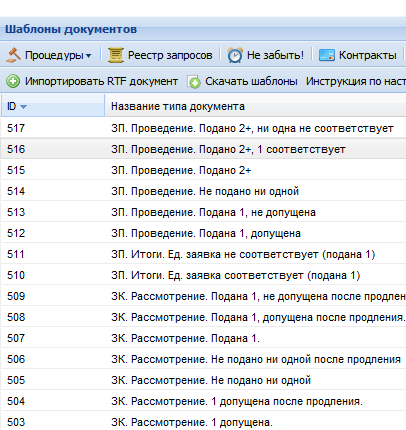 Шаблоны документов
Процедуры Реестр запросов Не забыть! Контракты
Импортировать RTF документ Скачать шаблоны Инструкция по наст
ID Название типа документа
517 ЗП. Проведение. Подано 2+, ни одна не соответствует
516 ЗП. Проведение. Подано 2+, 1 соответствует
515 ЗП. Проведение. Подано 2+
514 ЗП. Проведение. Не подано ни одной
513 ЗП. Проведение. Подана 1, не допущена
512 ЗП. Проведение. Подана 1, допущена
511 ЗП. Итоги. Ед. заявка не соответствует (подана 1)
510 ЗП. Итоги. Ед. заявка соответствует (подана 1)
509 ЗК. Рассмотрение. Подана 1, не допущена после продлен
508 ЗК. Рассмотрение. Подана 1, допущена после продления.
507 ЗК. Рассмотрение. Подана 1.
506 ЗК. Рассмотрение. Не подано ни одной после продления
505 ЗК. Рассмотрение. Не подано ни одной
504 ЗК. Рассмотрение. 1 допущена после продления.
503 ЗК. Рассмотрение. 1 допущена.